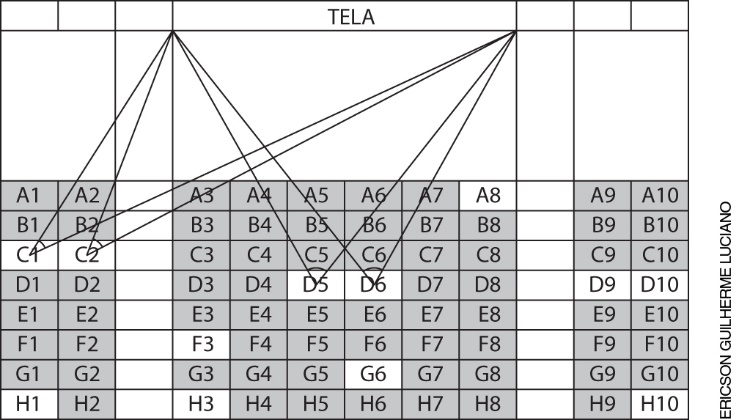 TELA
A1 A2 A3 A4 A5 A6 A7 A8 A9 A10
B1 B2 B3 B4 B5 B6 B7 B8 B9 B10
C1 C2 C3 C4 C5 C6 C7 C8 C9 C10
D1 D2 D3 D4 D5 D6 D7 D8 D9 D10
E1 E2 E3 E4 E5 E6 E7 E8 E9 E10
F1 F2 F3 F4 F5 F6 F7 F8 F9 F10
G1 G2 G3 G4 G5 G6 G7 G8 G9 G10
H1 H2 H3 H4 H5 H6 H7 H8 H9 H10
ERICSON GUILHERME LUCIANO